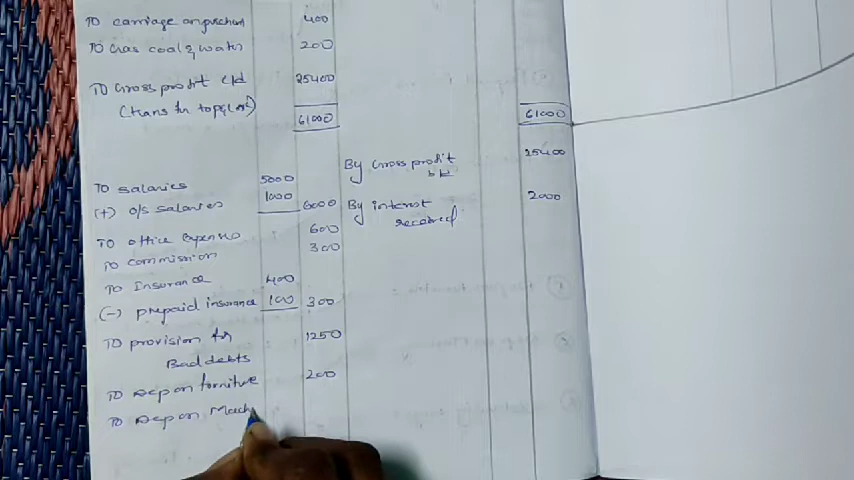 To carriage on purchases 400
To Gas coal & water 200
To Gross profit c/d 25400
(trans to to P&L A/c)
61000 61000
By Gross profit b/d 25400
To salaries 5000
(+) o/s salaries 1000 6000
By interest received 2000
To office Expenses 600
To commission 300
To Insurance 400
(-) prepaid insurance 100 300
To provision for Bad debts 1250
To Dep on forniture 200
To Dep on Mach